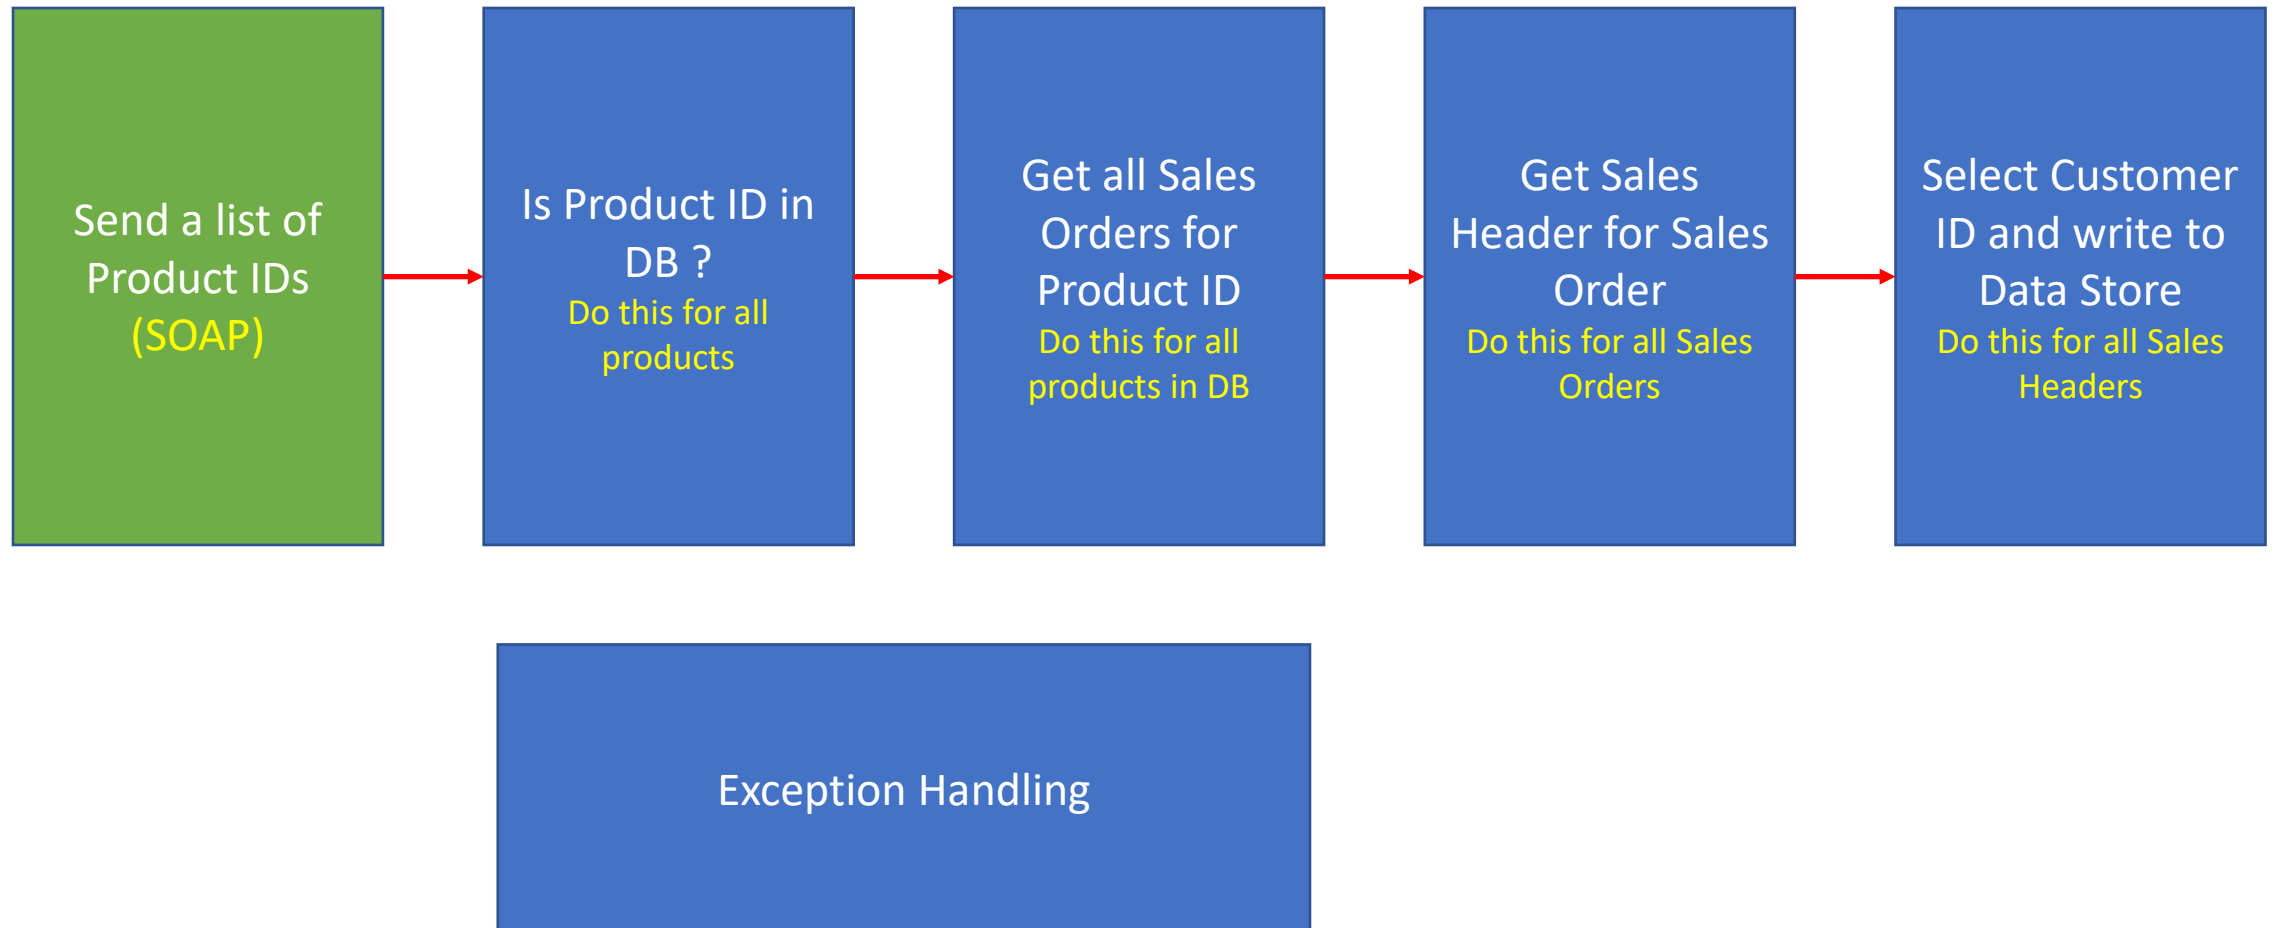 Send a list of
Product IDs
(SOAP)
Is Product ID in
DB ?
Do this for all
products
Get all Sales
Orders for
Product ID
Do this for all
products in DB
Get Sales
Header for Sales
Order
Do this for all Sales
Orders
Select Customer
ID and write to
Data Store
Do this for all Sales
Headers
Exception Handling